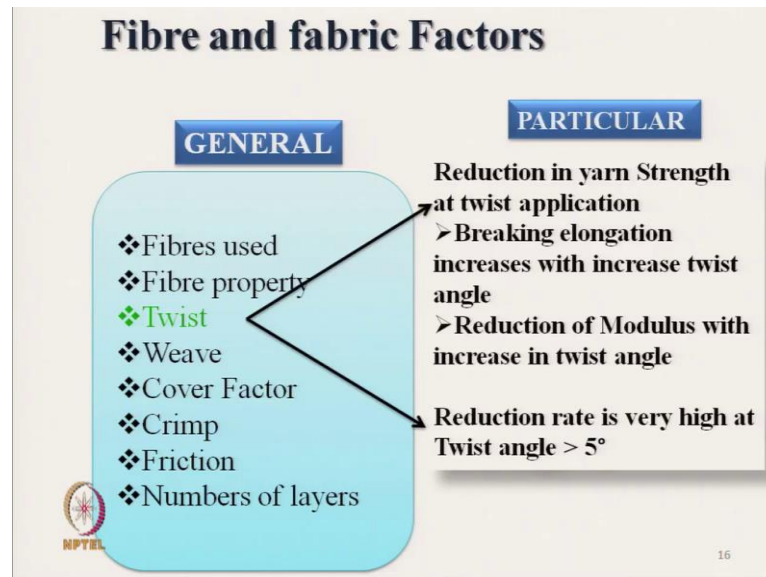 Fibre and fabric Factors
GENERAL
❖Fibres used
❖Fibre property
❖Twist
❖Weave
❖Cover Factor
❖Crimp
❖Friction
❖Numbers of layers
PARTICULAR
Reduction in yarn Strength
at twist application
➢Breaking elongation
increases with increase twist
angle
➢Reduction of Modulus with
increase in twist angle
Reduction rate is very high at
Twist angle > 5°
NPTEL
16